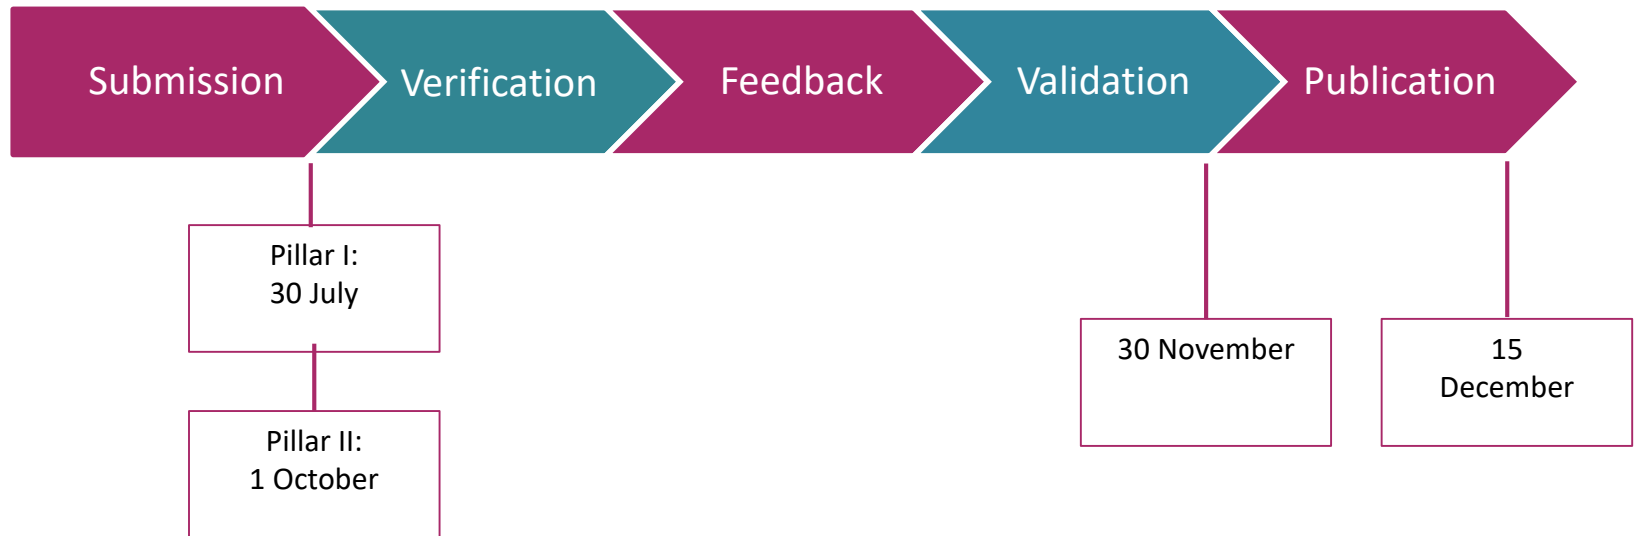 Submission
Verification
Feedback
Validation
Publication
Pillar I:
30 July
Pillar II:
1 October
30 November
15
December